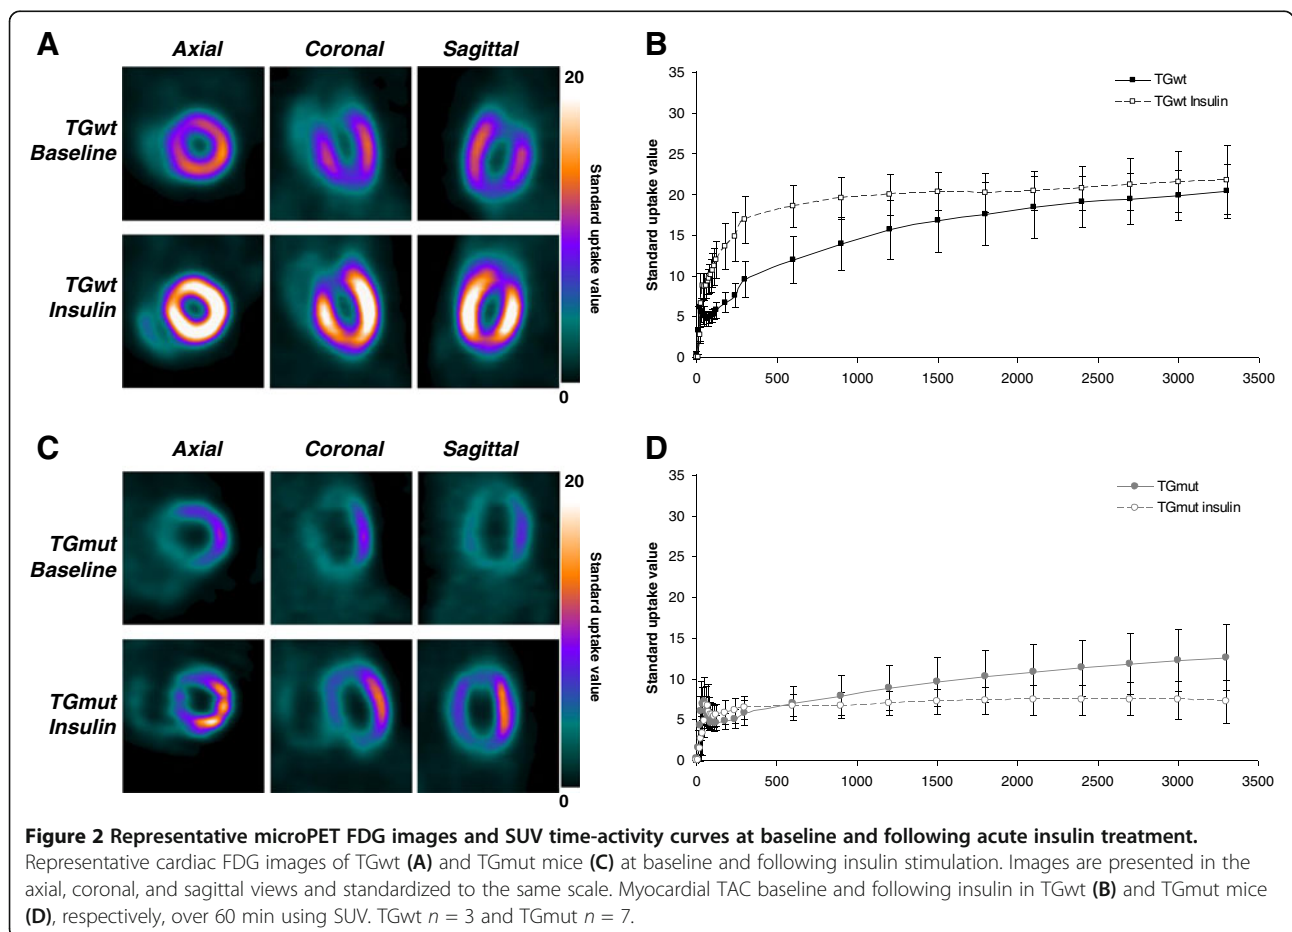 A
Axial Coronal Sagittal
TGwt
Baseline
TGwt
Insulin
20
Standard uptake value
0
B
Standard uptake value
35
30
25
20
15
10
5
0
0 500 1000 1500 2000 2500 3000 3500
TGwt
TGwt Insulin
C
Axial Coronal Sagittal
TGmut
Baseline
TGmut
Insulin
20
Standard uptake value
0
D
Standard uptake value
35
30
25
20
15
10
5
0
0 500 1000 1500 2000 2500 3000 3500
TGmut
TGmut insulin
Figure 2 Representative microPET FDG images and SUV time-activity curves at baseline and following acute insulin treatment.
Representative cardiac FDG images of TGwt (A) and TGmut mice (C) at baseline and following insulin stimulation. Images are presented in the
axial, coronal, and sagittal views and standardized to the same scale. Myocardial TAC baseline and following insulin in TGwt (B) and TGmut mice
(D), respectively, over 60 min using SUV. TGwt n = 3 and TGmut n = 7.